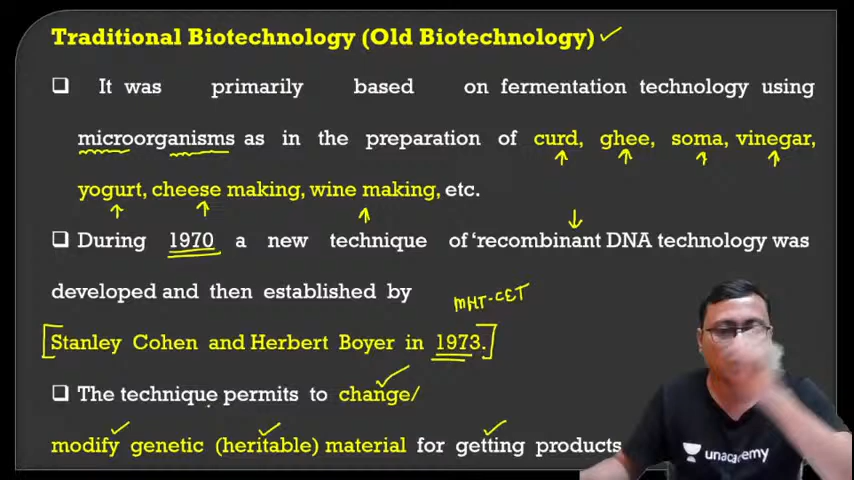 Traditional Biotechnology (Old Biotechnology)
It was primarily based on fermentation technology using
microorganisms as in the preparation of curd, ghee, soma, vinegar,
yogurt, cheese making, wine making, etc.
During 1970 a new technique of ‘recombinant DNA technology was
developed and then established by
MHT-CET
Stanley Cohen and Herbert Boyer in 1973.
The technique permits to change/
modify genetic (heritable) material for getting products
unacademy